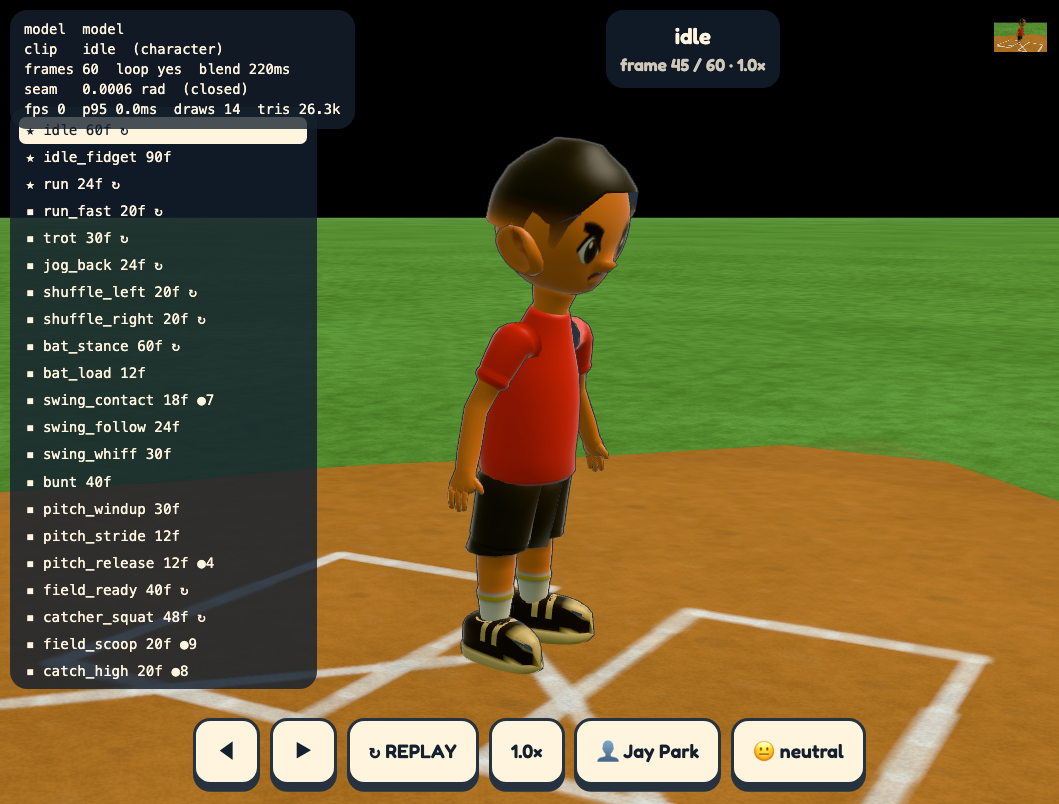 model  model
clip   idle  (character)
frames 60  loop yes  blend 220ms
seam   0.0006 rad  (closed)
fps 0  p95 0.0ms  draws 14  tris 26.3k
★ idle 60f ↻
★ idle_fidget 90f
★ run 24f ↻
▪ run_fast 20f ↻
▪ trot 30f ↻
▪ jog_back 24f ↻
▪ shuffle_left 20f ↻
▪ shuffle_right 20f ↻
▪ bat_stance 60f ↻
▪ bat_load 12f
▪ swing_contact 18f ●7
▪ swing_follow 24f
▪ swing_whiff 30f
▪ bunt 40f
▪ pitch_windup 30f
▪ pitch_stride 12f
▪ pitch_release 12f ●4
▪ field_ready 40f ↻
▪ catcher_squat 48f ↻
▪ field_scoop 20f ●9
▪ catch_high 20f ●8
idle
frame 45 / 60 · 1.0×
◀ ▶ ↻ REPLAY 1.0× 👤 Jay Park 😐 neutral